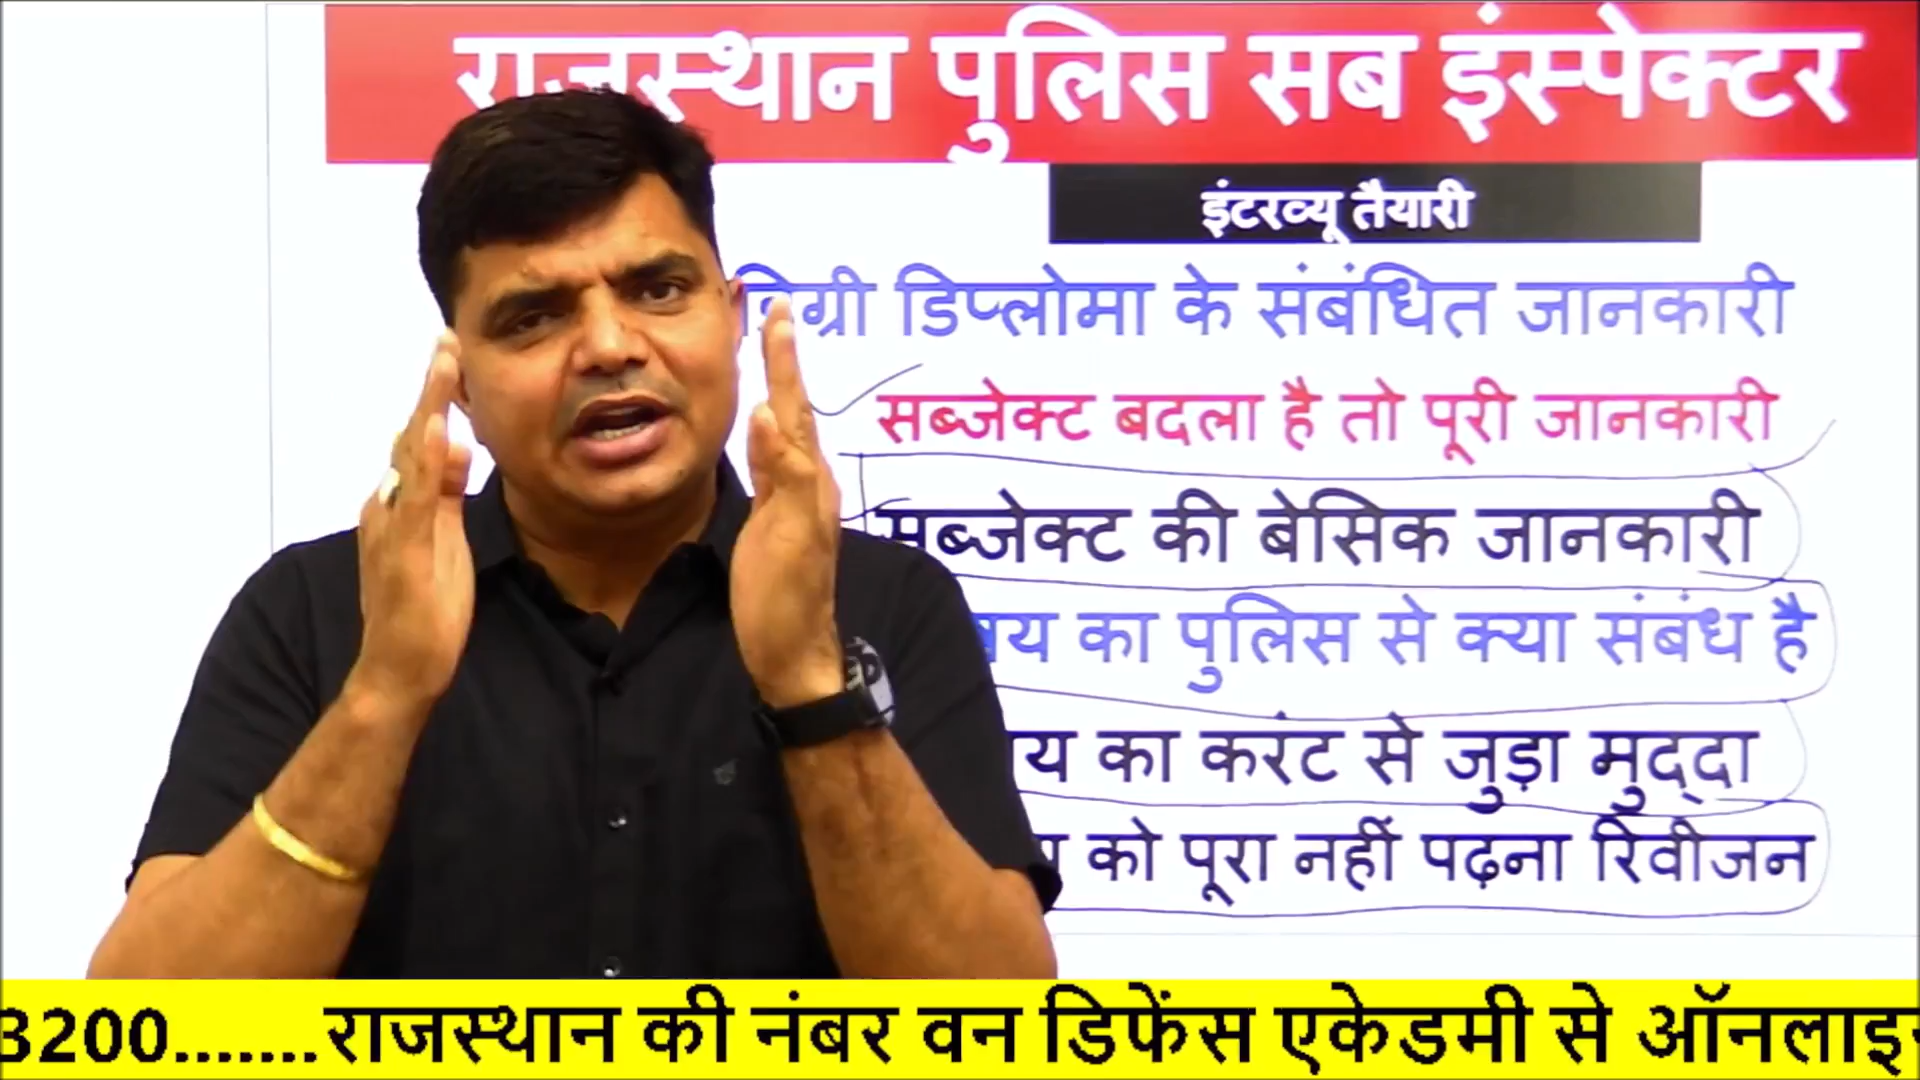 राजस्थान पुलिस सब इंस्पेक्टर
इंटरव्यू तैयारी
डिग्री डिप्लोमा के संबंधित जानकारी
सब्जेक्ट बदला है तो पूरी जानकारी
सब्जेक्ट की बेसिक जानकारी
का पुलिस से क्या संबंध है
का करंट से जुड़ा मुद्दा
को पूरा नहीं पढ़ना रिवीजन
3200.......राजस्थान की नंबर वन डिफेंस एकेडमी से ऑनलाइन